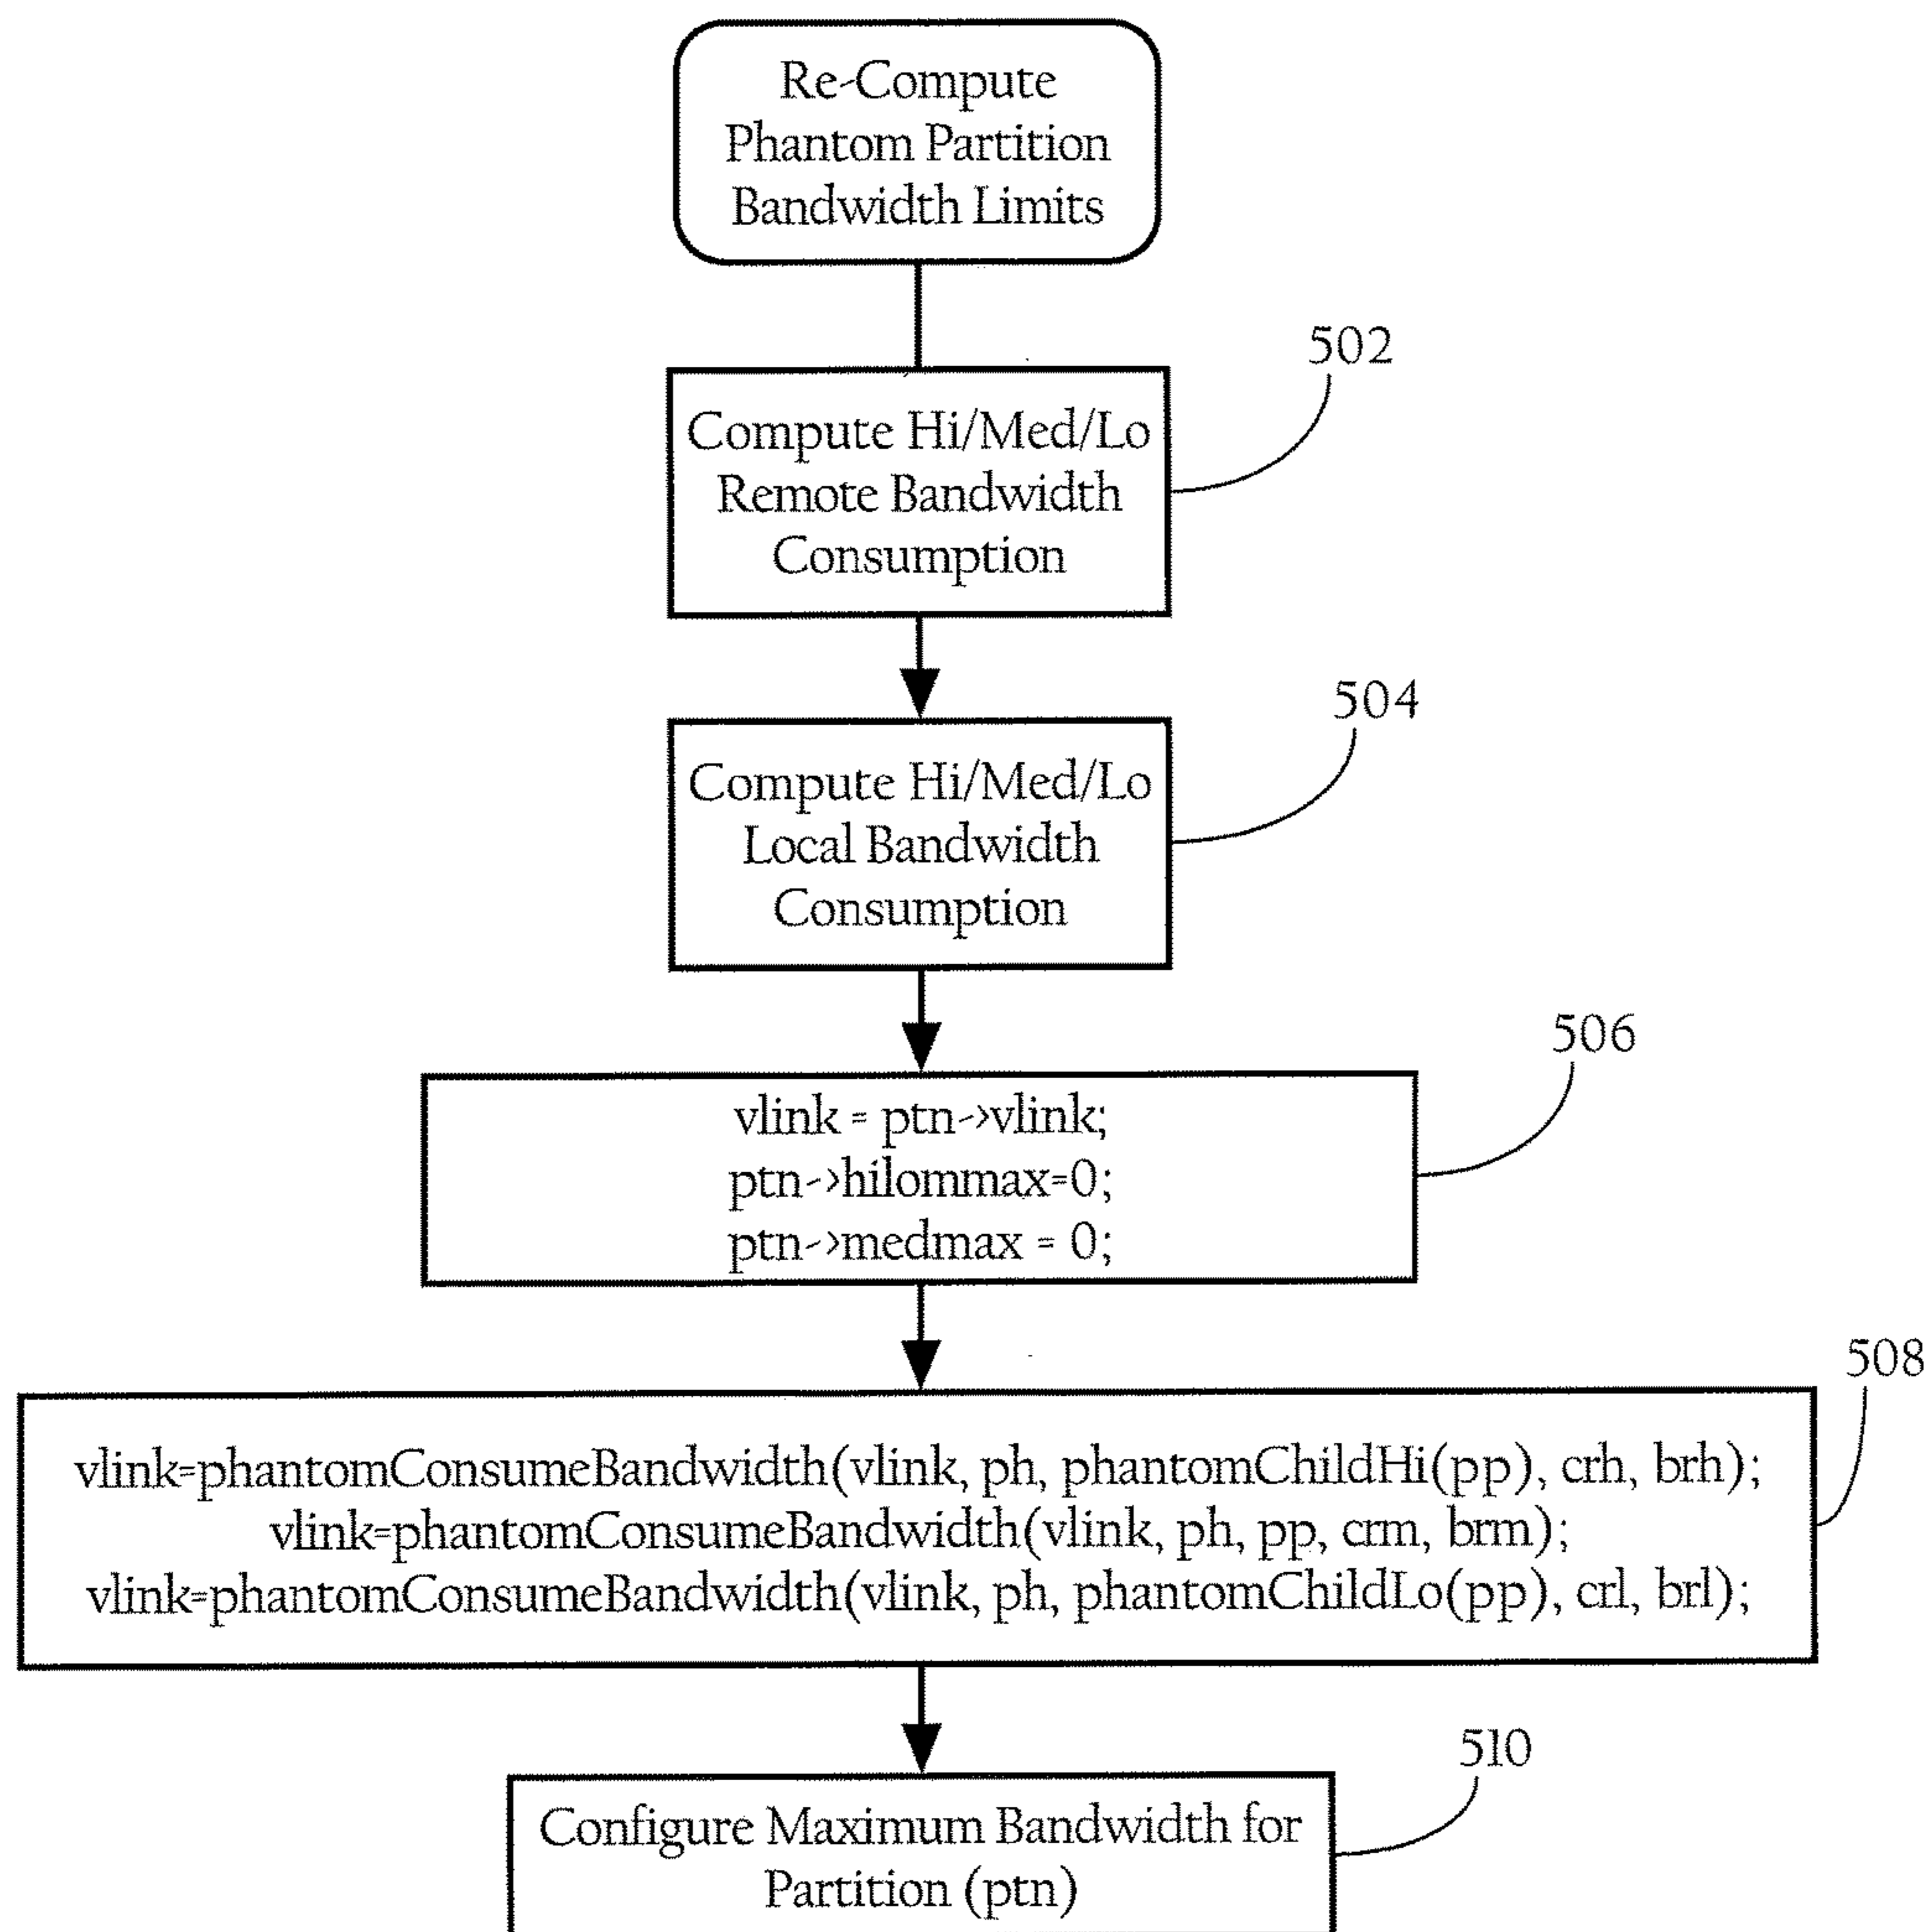 Re-Compute
Phantom Partition
Bandwidth Limits
502
Compute Hi/Med/Lo
Remote Bandwidth
Consumption
504
Compute Hi/Med/Lo
Local Bandwidth
Consumption
506
vlink = ptn->vlink;
ptn->hilommax=0;
ptn->medmax = 0;
508
vlink=phantomConsumeBandwidth(vlink, ph, phantomChildHi(pp), crh, brh);
vlink=phantomConsumeBandwidth(vlink, ph, pp, crm, brm);
vlink=phantomConsumeBandwidth(vlink, ph, phantomChildLo(pp), crl, brl);
510
Configure Maximum Bandwidth for
Partition (ptn)